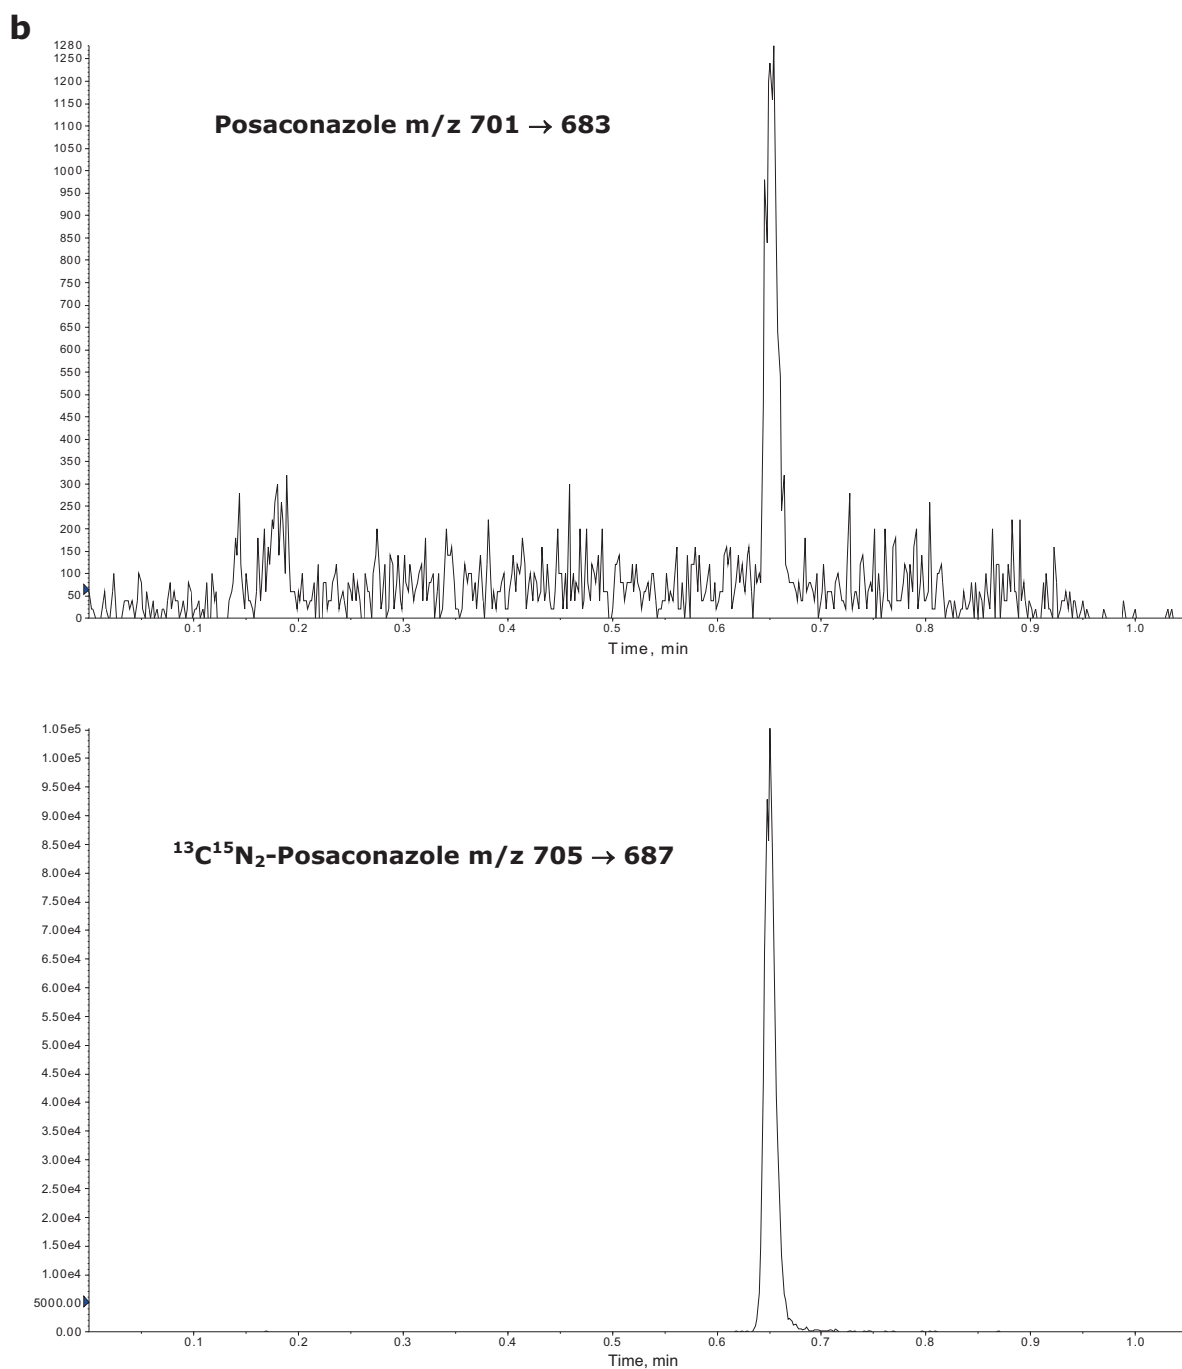 b
1280
1250
1200
1150
1100
1050
1000
950
900
850
800
750
700
650
600
550
500
450
400
350
300
250
200
150
100
50
0
Posaconazole m/z 701 → 683
0.1 0.2 0.3 0.4 0.5 0.6 0.7 0.8 0.9 1.0
Time, min
1.05e5
1.00e5
9.50e4
9.00e4
8.50e4
8.00e4
7.50e4
7.00e4
6.50e4
6.00e4
5.50e4
5.00e4
4.50e4
4.00e4
3.50e4
3.00e4
2.50e4
2.00e4
1.50e4
1.00e4
5000.00
0.00
¹³C¹⁵N₂-Posaconazole m/z 705 → 687
0.1 0.2 0.3 0.4 0.5 0.6 0.7 0.8 0.9 1.0
Time, min